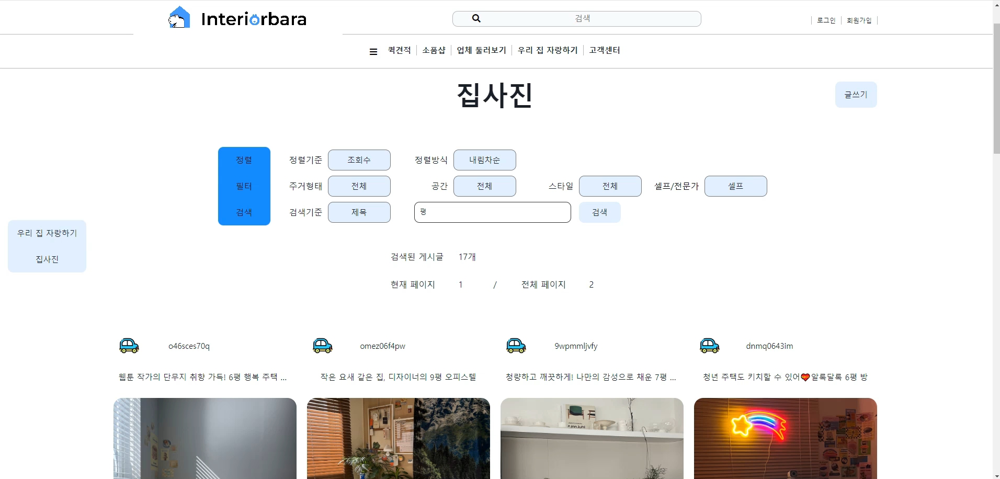 Interiorbara
검색
로그인
회원가입
퀵견적
소품샵
업체 둘러보기
우리 집 자랑하기
고객센터
집사진
글쓰기
정렬 정렬기준 조회수 정렬방식 내림차순
필터 주거형태 전체 공간 전체 스타일 전체 셀프/전문가 셀프
검색 검색기준 제목 평 검색
우리 집 자랑하기
집사진
검색된 게시글 17개
현재 페이지 1 / 전체 페이지 2
o46sces70q
omez06f4pw
9wpmmljvfy
dnmq0643im
웹툰 작가의 단무지 취향 가득! 6평 행복 주택 ...
작은 요새 같은 집, 디자이너의 9평 오피스텔
청량하고 깨끗하게! 나만의 감성으로 채운 7평 ...
청년 주택도 키치할 수 있어💝알록달록 6평 방
Finn Juhl